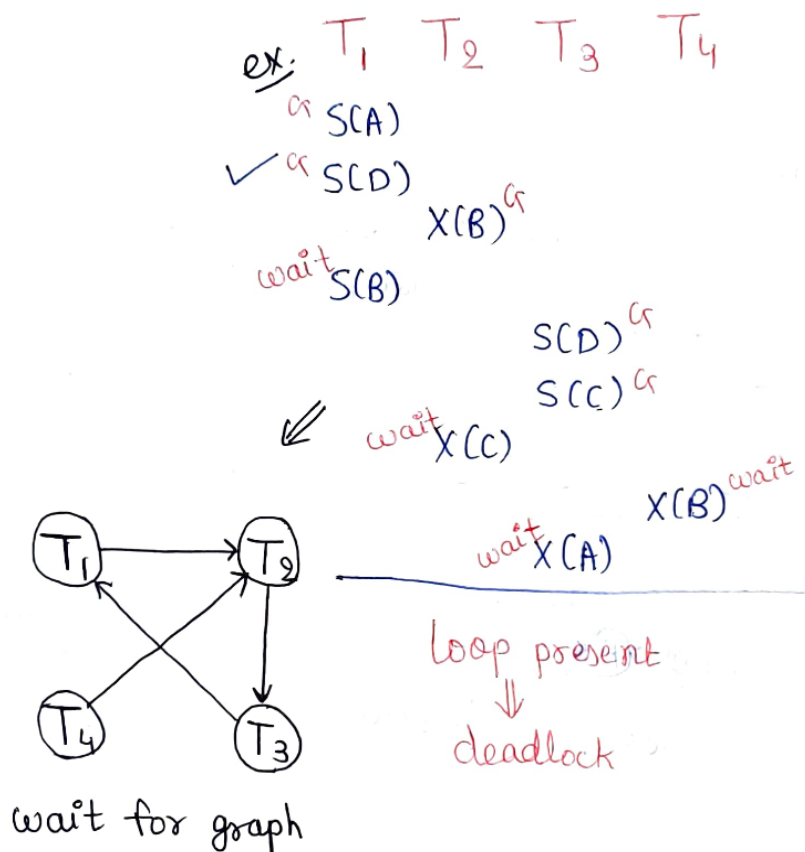 ex. T1 T2 T3 T4
G S(A)
✓ G S(D)
X(B) G
wait S(B)
S(D) G
S(C) G
wait X(C)
X(B) wait
wait X(A)
T1 T2
T4 T3
loop present
⇓
deadlock
wait for graph